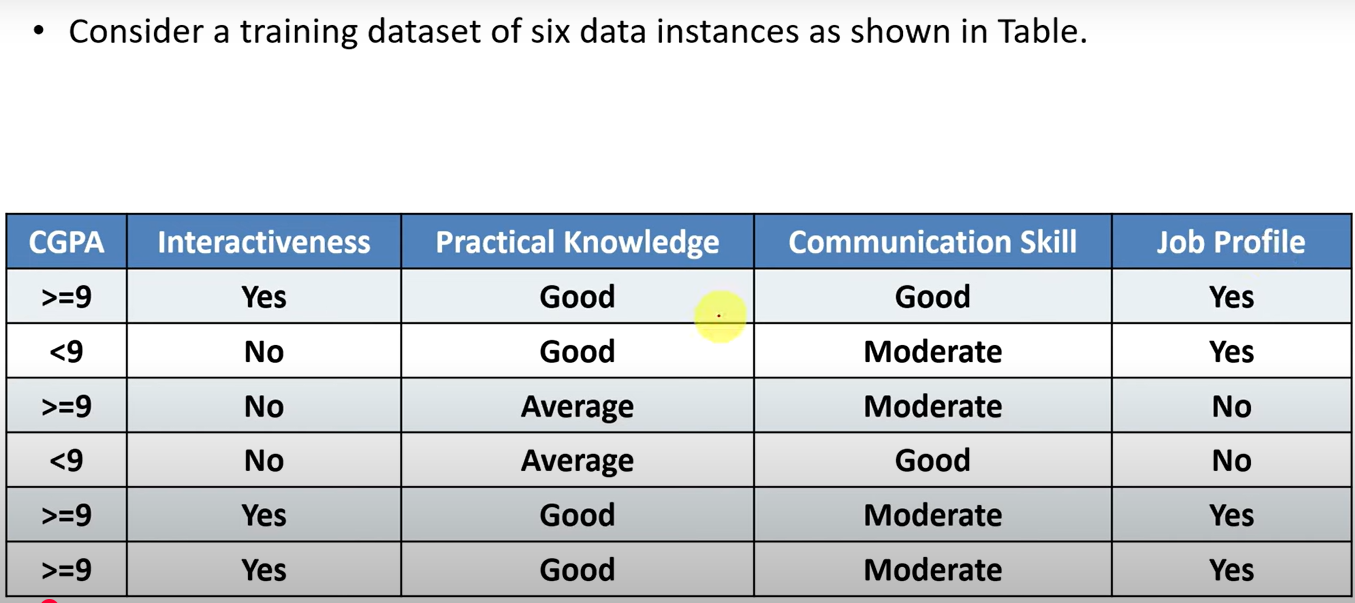 • Consider a training dataset of six data instances as shown in Table.
CGPA Interactiveness Practical Knowledge Communication Skill Job Profile
>=9 Yes Good Good Yes
<9 No Good Moderate Yes
>=9 No Average Moderate No
<9 No Average Good No
>=9 Yes Good Moderate Yes
>=9 Yes Good Moderate Yes